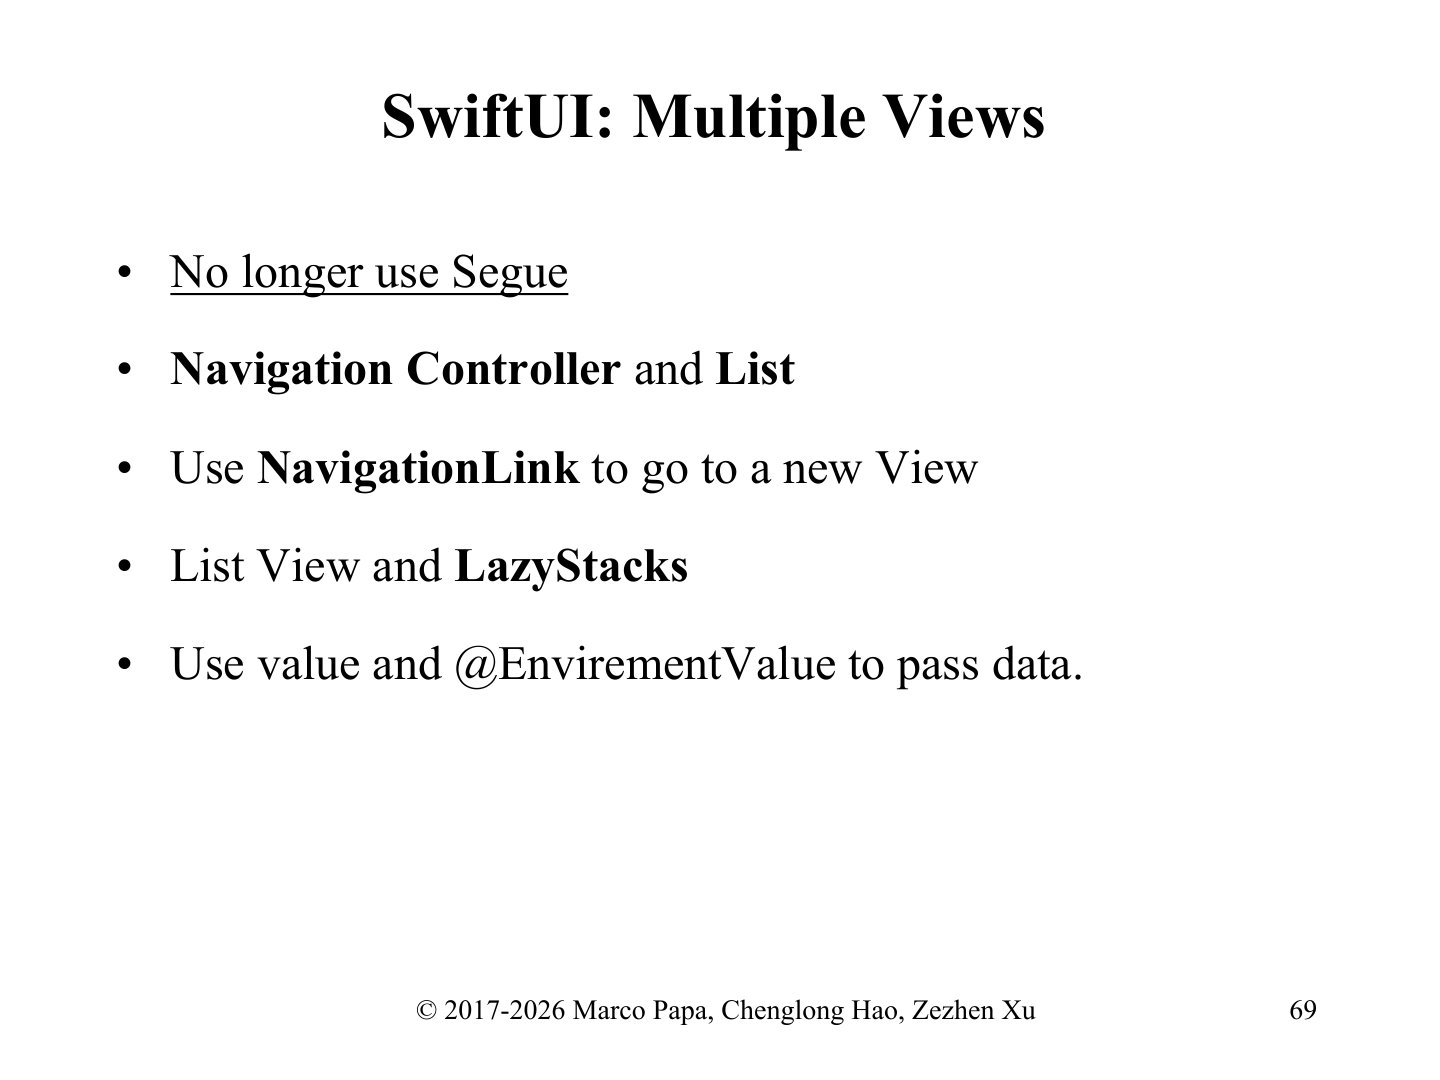 SwiftUI: Multiple Views
• No longer use Segue
• Navigation Controller and List
• Use NavigationLink to go to a new View
• List View and LazyStacks
• Use value and @EnvirementValue to pass data.
© 2017-2026 Marco Papa, Chenglong Hao, Zezhen Xu 69